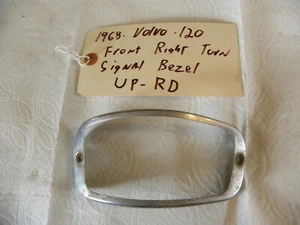 1968. Volvo.120
Front Right Turn
Signal Bezel
UP-RD